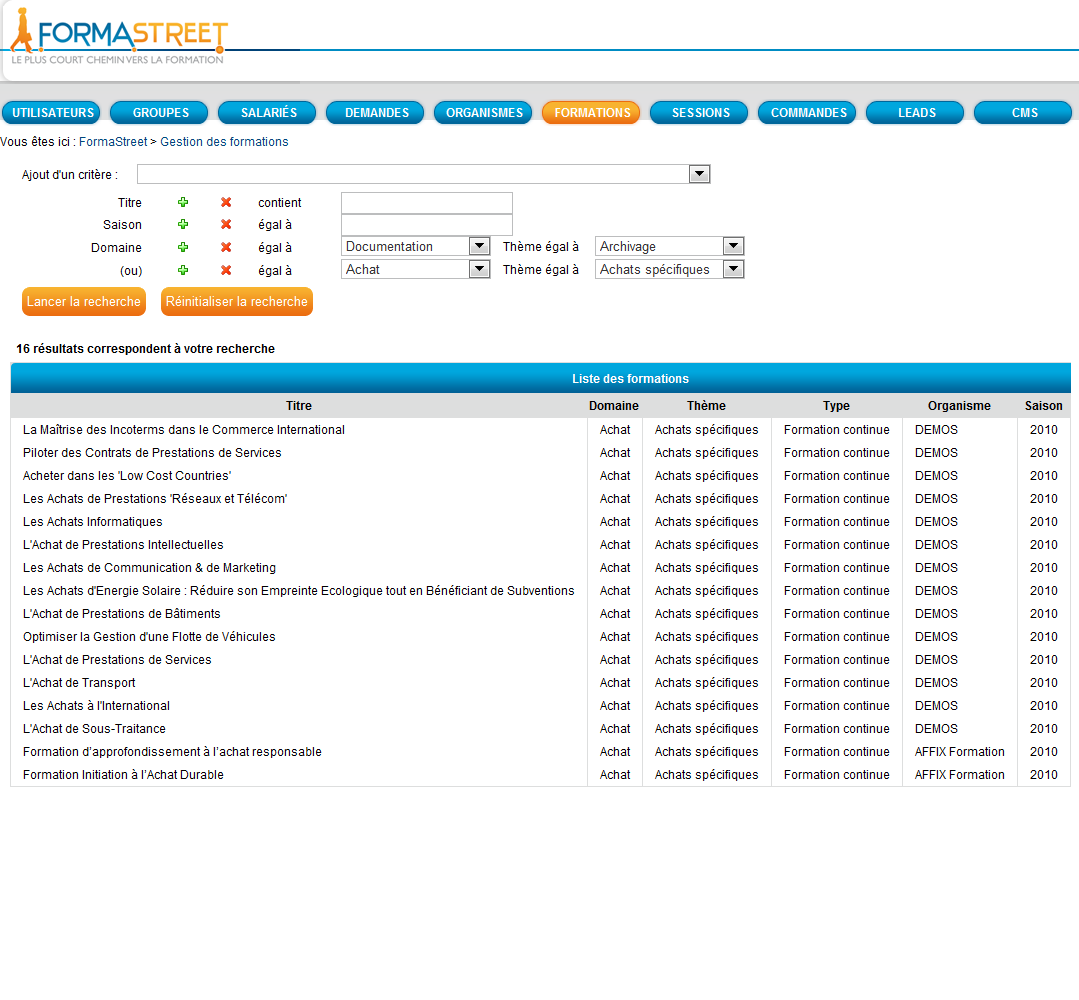 FORMASTREET
LE PLUS COURT CHEMIN VERS LA FORMATION
UTILISATEURS GROUPES SALARIÉS DEMANDES ORGANISMES FORMATIONS SESSIONS COMMANDES LEADS CMS
Vous êtes ici : FormaStreet > Gestion des formations
Ajout d'un critère :
Titre contient
Saison égal à
Domaine égal à Documentation Thème égal à Archivage
(ou) égal à Achat Thème égal à Achats spécifiques
Lancer la recherche Réinitialiser la recherche
16 résultats correspondent à votre recherche
Liste des formations
Titre Domaine Thème Type Organisme Saison
La Maîtrise des Incoterms dans le Commerce International Achat Achats spécifiques Formation continue DEMOS 2010
Piloter des Contrats de Prestations de Services Achat Achats spécifiques Formation continue DEMOS 2010
Acheter dans les 'Low Cost Countries' Achat Achats spécifiques Formation continue DEMOS 2010
Les Achats de Prestations 'Réseaux et Télécom' Achat Achats spécifiques Formation continue DEMOS 2010
Les Achats Informatiques Achat Achats spécifiques Formation continue DEMOS 2010
L'Achat de Prestations Intellectuelles Achat Achats spécifiques Formation continue DEMOS 2010
Les Achats de Communication & de Marketing Achat Achats spécifiques Formation continue DEMOS 2010
Les Achats d'Energie Solaire : Réduire son Empreinte Ecologique tout en Bénéficiant de Subventions Achat Achats spécifiques Formation continue DEMOS 2010
L'Achat de Prestations de Bâtiments Achat Achats spécifiques Formation continue DEMOS 2010
Optimiser la Gestion d'une Flotte de Véhicules Achat Achats spécifiques Formation continue DEMOS 2010
L'Achat de Prestations de Services Achat Achats spécifiques Formation continue DEMOS 2010
L'Achat de Transport Achat Achats spécifiques Formation continue DEMOS 2010
Les Achats à l'International Achat Achats spécifiques Formation continue DEMOS 2010
L'Achat de Sous-Traitance Achat Achats spécifiques Formation continue DEMOS 2010
Formation d’approfondissement à l’achat responsable Achat Achats spécifiques Formation continue AFFIX Formation 2010
Formation Initiation à l’Achat Durable Achat Achats spécifiques Formation continue AFFIX Formation 2010